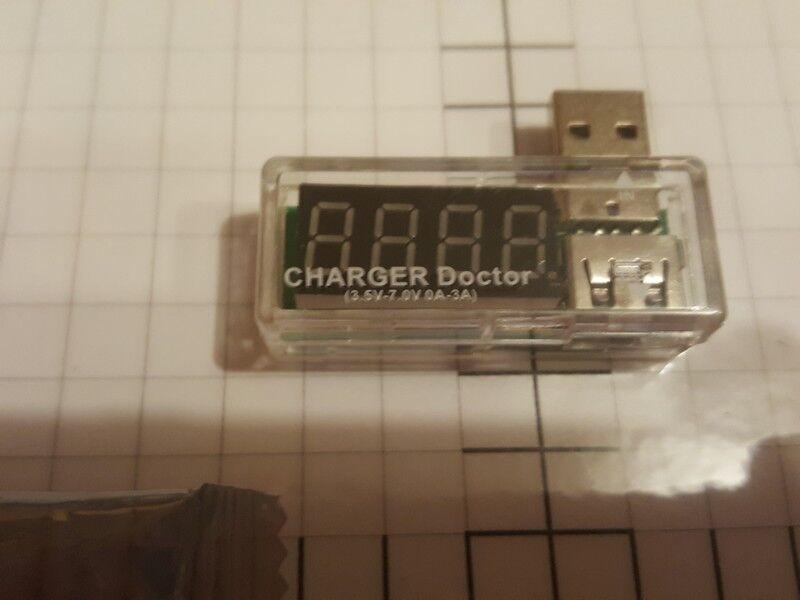 CHARGER Doctor
(3.5V-7.0V 0A-3A)